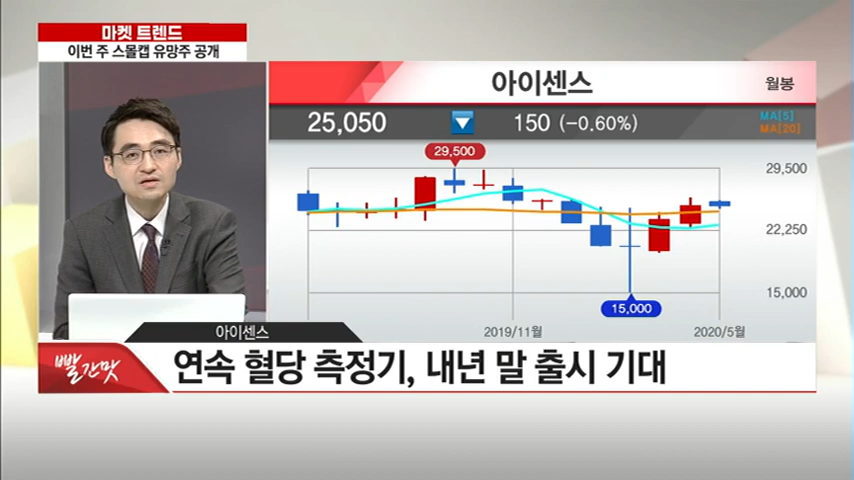 마켓 트렌드
이번 주 스몰캡 유망주 공개
아이센스
월봉
25,050 ▼ 150 (-0.60%)
MA[5]
MA[20]
29,500
29,500
22,250
15,000
15,000
2019/11월
2020/5월
아이센스
빨간맛
연속 혈당 측정기, 내년 말 출시 기대